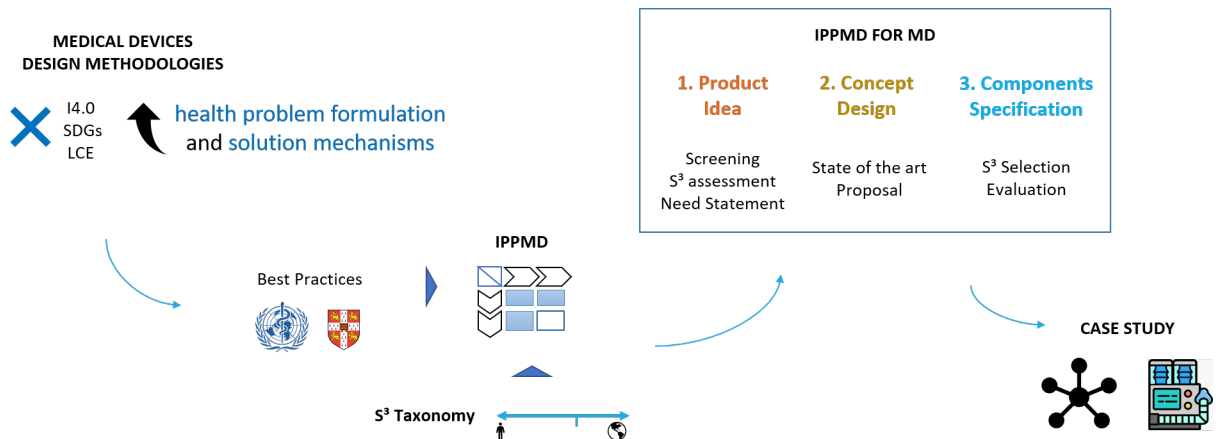 MEDICAL DEVICES
DESIGN METHODOLOGIES
I4.0
SDGs
LCE
health problem formulation
and solution mechanisms
Best Practices
IPPMD
S³ Taxonomy
IPPMD FOR MD
1. Product
Idea
Screening
S³ assessment
Need Statement
2. Concept
Design
State of the art
Proposal
3. Components
Specification
S³ Selection
Evaluation
CASE STUDY